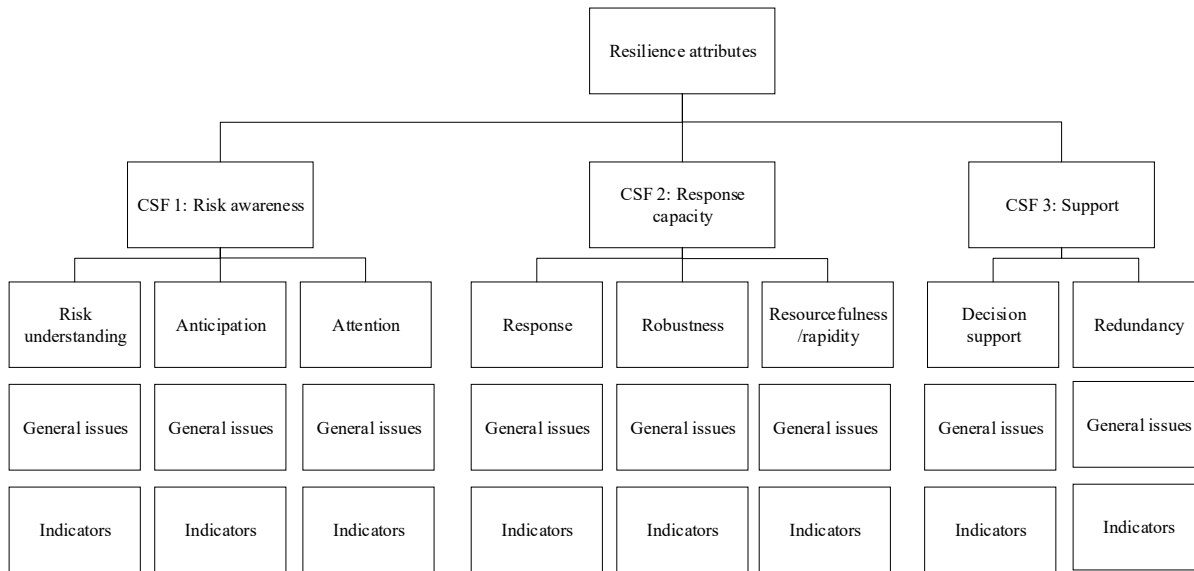 Resilience attributes
CSF 1: Risk awareness
CSF 2: Response
capacity
CSF 3: Support
Risk
understanding
Anticipation
Attention
Response
Robustness
Resourcefulness
/rapidity
Decision
support
Redundancy
General issues
General issues
General issues
General issues
General issues
General issues
General issues
General issues
Indicators
Indicators
Indicators
Indicators
Indicators
Indicators
Indicators
Indicators